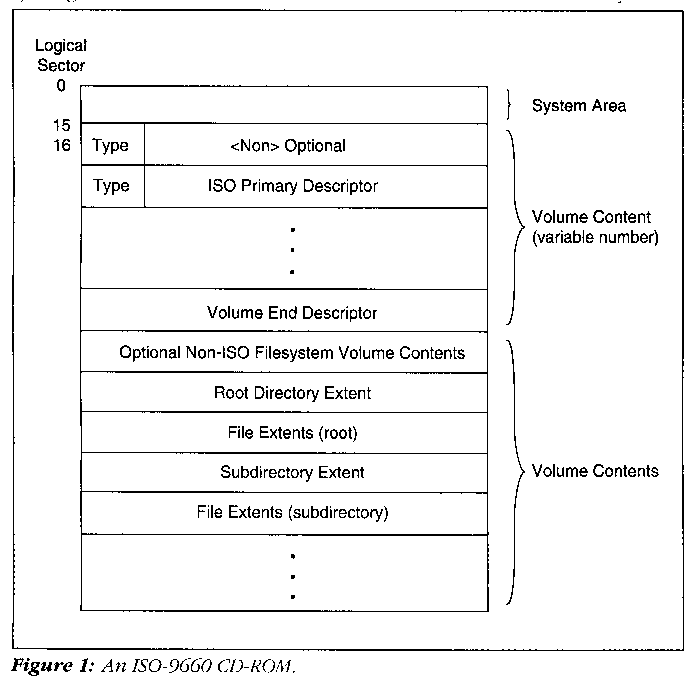 Logical
Sector
0
System Area
15
16
Type <Non> Optional
Type ISO Primary Descriptor
Volume Content
(variable number)
Volume End Descriptor
Optional Non-ISO Filesystem Volume Contents
Root Directory Extent
File Extents (root)
Subdirectory Extent
Volume Contents
File Extents (subdirectory)
Figure 1: An ISO-9660 CD-ROM.